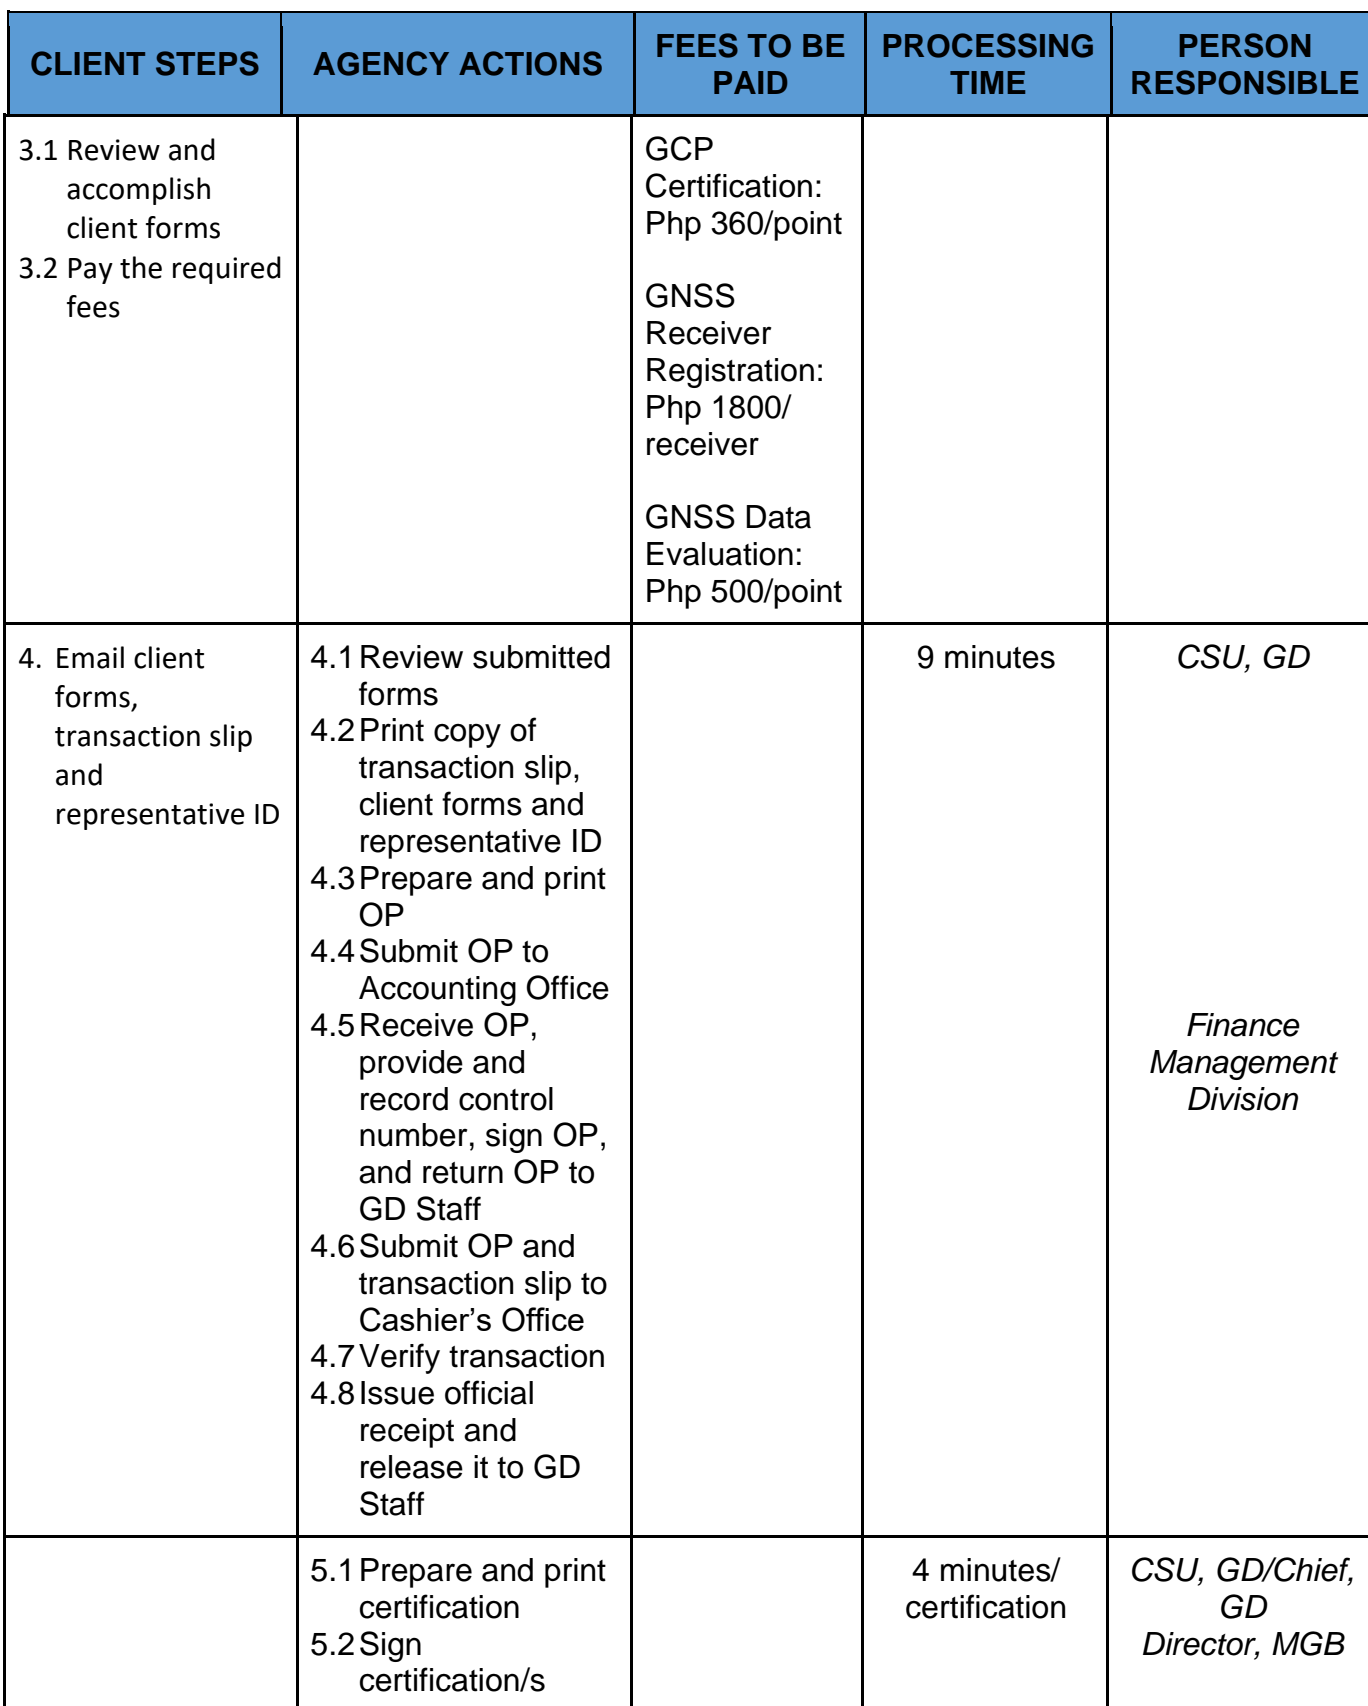 CLIENT STEPS
AGENCY ACTIONS
FEES TO BE
PAID
PROCESSING
TIME
PERSON
RESPONSIBLE
3.1 Review and
accomplish
client forms
3.2 Pay the required
fees
GCP
Certification:
Php 360/point
GNSS
Receiver
Registration:
Php 1800/
receiver
GNSS Data
Evaluation:
Php 500/point
4. Email client
forms,
transaction slip
and
representative ID
4.1 Review submitted
forms
4.2 Print copy of
transaction slip,
client forms and
representative ID
4.3 Prepare and print
OP
4.4 Submit OP to
Accounting Office
4.5 Receive OP,
provide and
record control
number, sign OP,
and return OP to
GD Staff
4.6 Submit OP and
transaction slip to
Cashier’s Office
4.7 Verify transaction
4.8 Issue official
receipt and
release it to GD
Staff
9 minutes
CSU, GD
Finance
Management
Division
5.1 Prepare and print
certification
5.2 Sign
certification/s
4 minutes/
certification
CSU, GD/Chief,
GD
Director, MGB